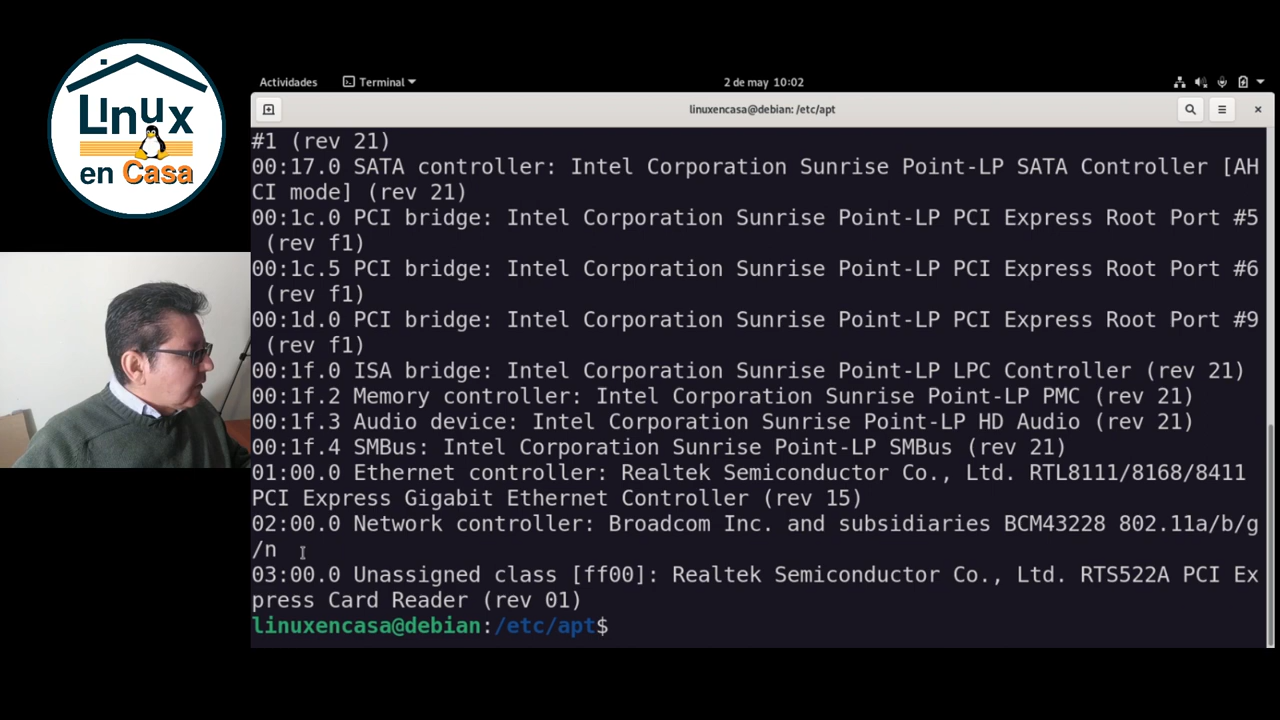 Linux
en Casa
Actividades
Terminal
2 de may 10:02
linuxencasa@debian: /etc/apt
#1 (rev 21)
00:17.0 SATA controller: Intel Corporation Sunrise Point-LP SATA Controller [AH
CI mode] (rev 21)
00:1c.0 PCI bridge: Intel Corporation Sunrise Point-LP PCI Express Root Port #5
(rev f1)
00:1c.5 PCI bridge: Intel Corporation Sunrise Point-LP PCI Express Root Port #6
(rev f1)
00:1d.0 PCI bridge: Intel Corporation Sunrise Point-LP PCI Express Root Port #9
(rev f1)
00:1f.0 ISA bridge: Intel Corporation Sunrise Point-LP LPC Controller (rev 21)
00:1f.2 Memory controller: Intel Corporation Sunrise Point-LP PMC (rev 21)
00:1f.3 Audio device: Intel Corporation Sunrise Point-LP HD Audio (rev 21)
00:1f.4 SMBus: Intel Corporation Sunrise Point-LP SMBus (rev 21)
01:00.0 Ethernet controller: Realtek Semiconductor Co., Ltd. RTL8111/8168/8411
PCI Express Gigabit Ethernet Controller (rev 15)
02:00.0 Network controller: Broadcom Inc. and subsidiaries BCM43228 802.11a/b/g
/n
03:00.0 Unassigned class [ff00]: Realtek Semiconductor Co., Ltd. RTS522A PCI Ex
press Card Reader (rev 01)
linuxencasa@debian:/etc/apt$